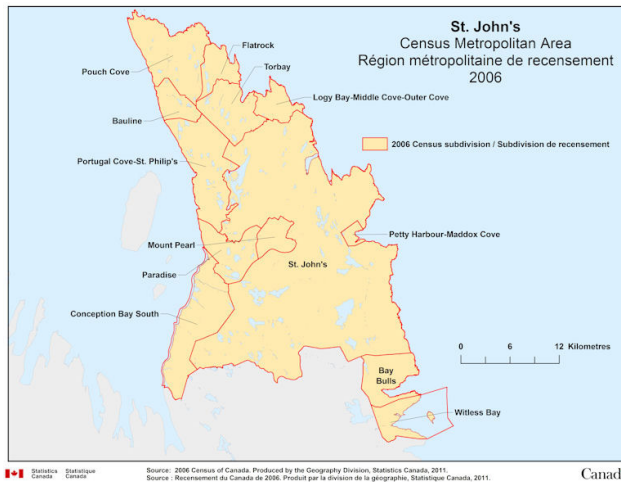 St. John's
Census Metropolitan Area
Région métropolitaine de recensement
2006
2006 Census subdivision / Subdivision de recensement
Flatrock
Pouch Cove
Torbay
Logy Bay-Middle Cove-Outer Cove
Bauline
Portugal Cove-St. Philip's
Petty Harbour-Maddox Cove
Mount Pearl
St. John's
Paradise
Conception Bay South
0 6 12 Kilometres
Bay
Bulls
Witless Bay
Statistics Statistique
Canada Canada
Source: 2006 Census of Canada. Produced by the Geography Division, Statistics Canada, 2011.
Source : Recensement du Canada de 2006. Produit par la division de la géographie, Statistique Canada, 2011.
Canad